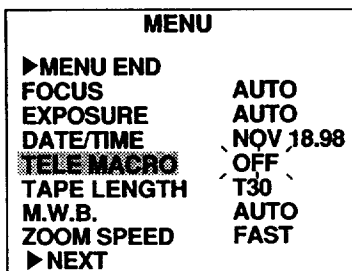 MENU
▶MENU END
FOCUS AUTO
EXPOSURE AUTO
DATE/TIME NOV 18.98
TELE MACRO OFF
TAPE LENGTH T30
M.W.B. AUTO
ZOOM SPEED FAST
▶NEXT